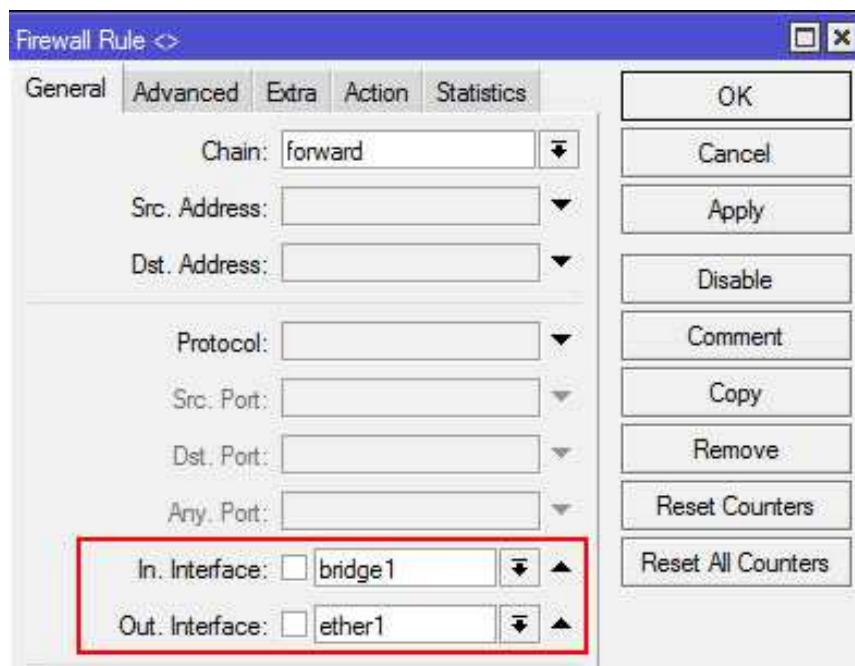 Firewall Rule <>
General Advanced Extra Action Statistics
Chain: forward
Src. Address:
Dst. Address:
Protocol:
Src. Port:
Dst. Port:
Any. Port:
In. Interface: bridge1
Out. Interface: ether1
OK
Cancel
Apply
Disable
Comment
Copy
Remove
Reset Counters
Reset All Counters